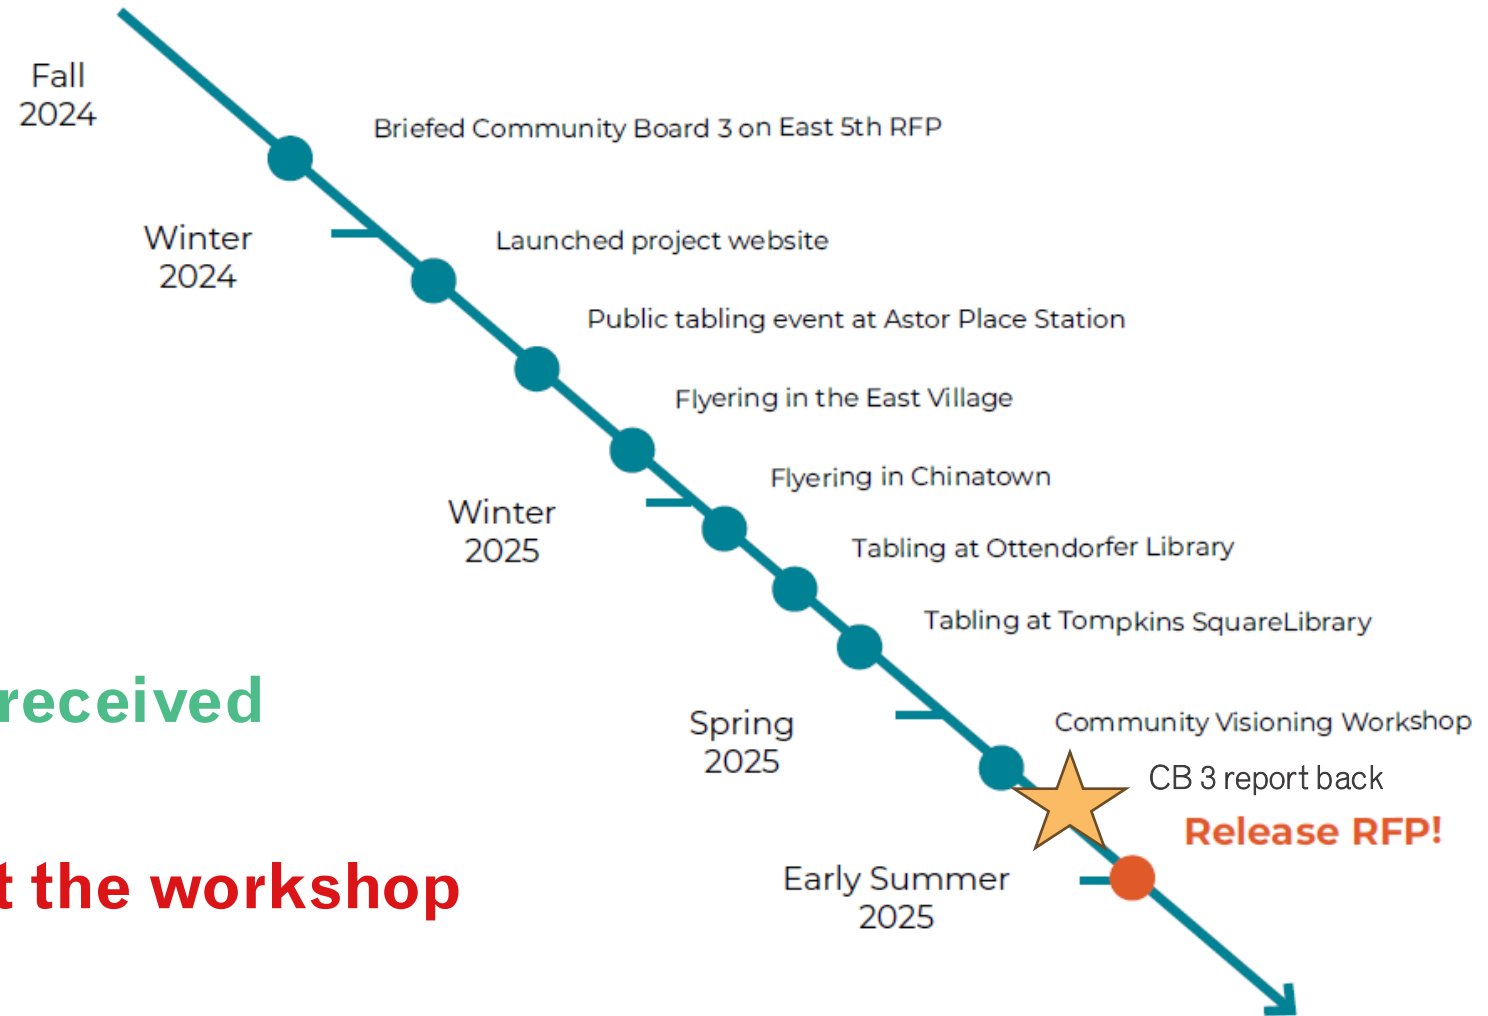 Fall
2024
Briefed Community Board 3 on East 5th RFP
Winter
2024
Launched project website
Public tabling event at Astor Place Station
Flyering in the East Village
Flyering in Chinatown
Winter
2025
Tabling at Ottendorfer Library
Tabling at Tompkins SquareLibrary
received
Spring
2025
Community Visioning Workshop
CB 3 report back
Release RFP!
t the workshop
Early Summer
2025